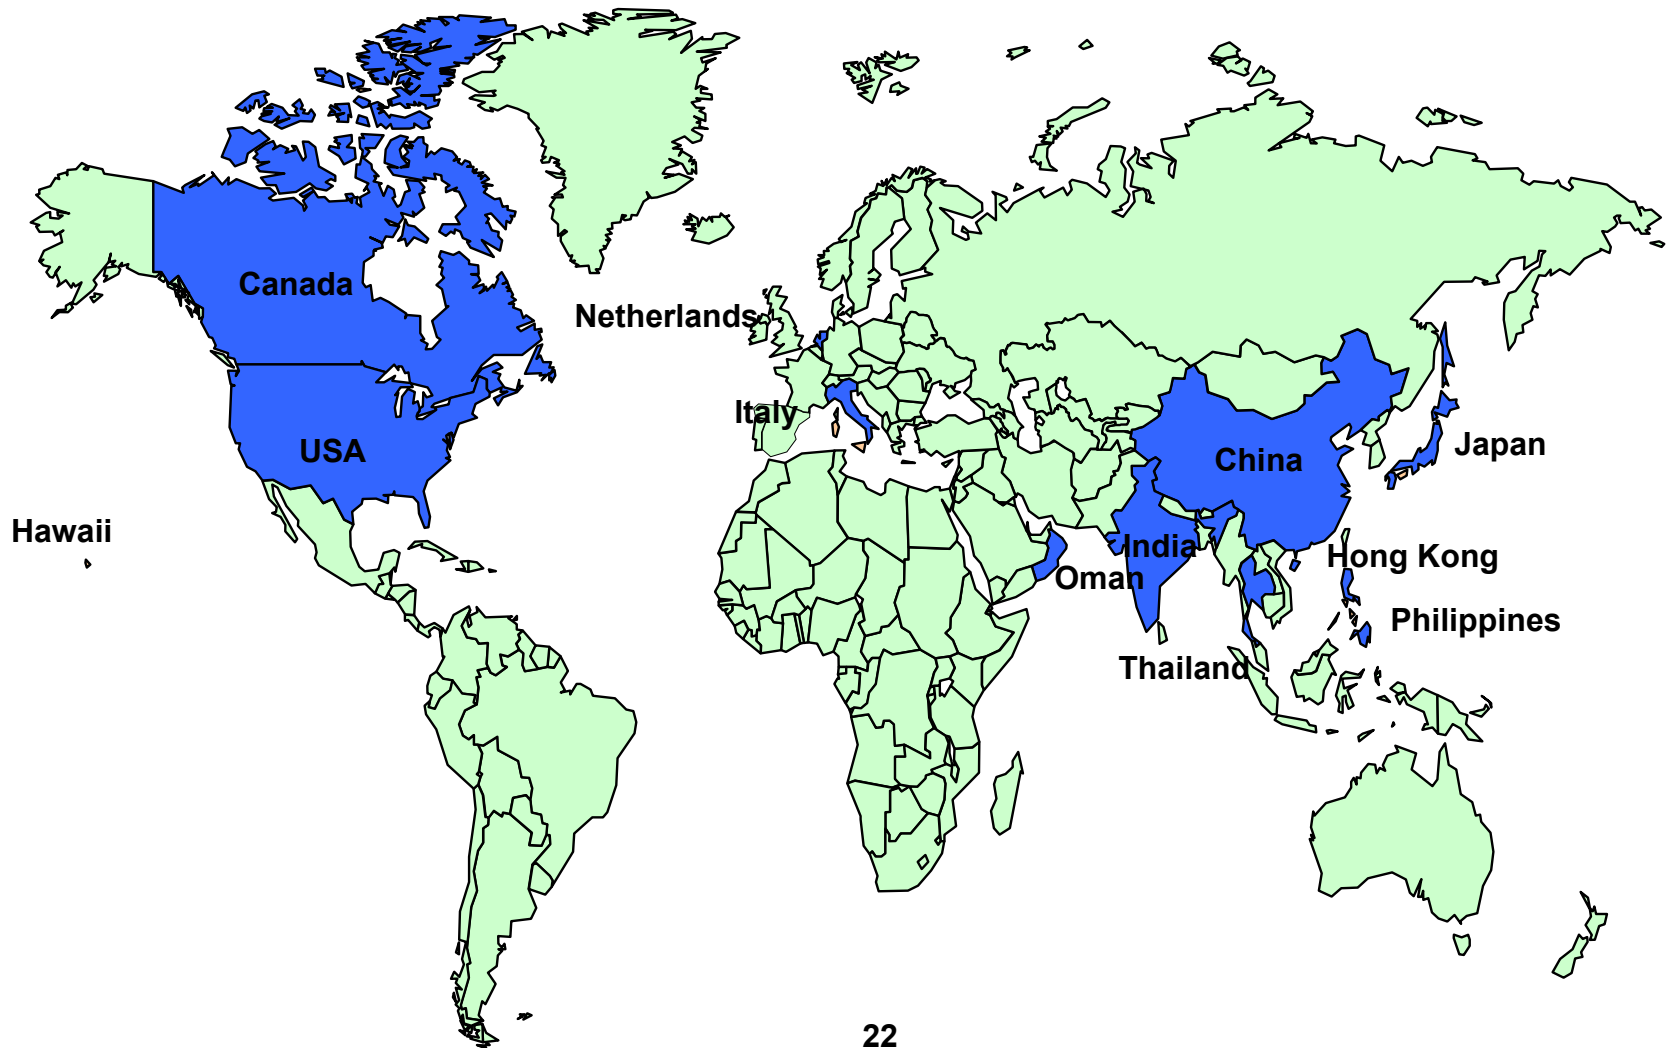 Canada
Netherlands
Italy
USA
Japan
China
Hawaii
India
Hong Kong
Oman
Philippines
Thailand
22